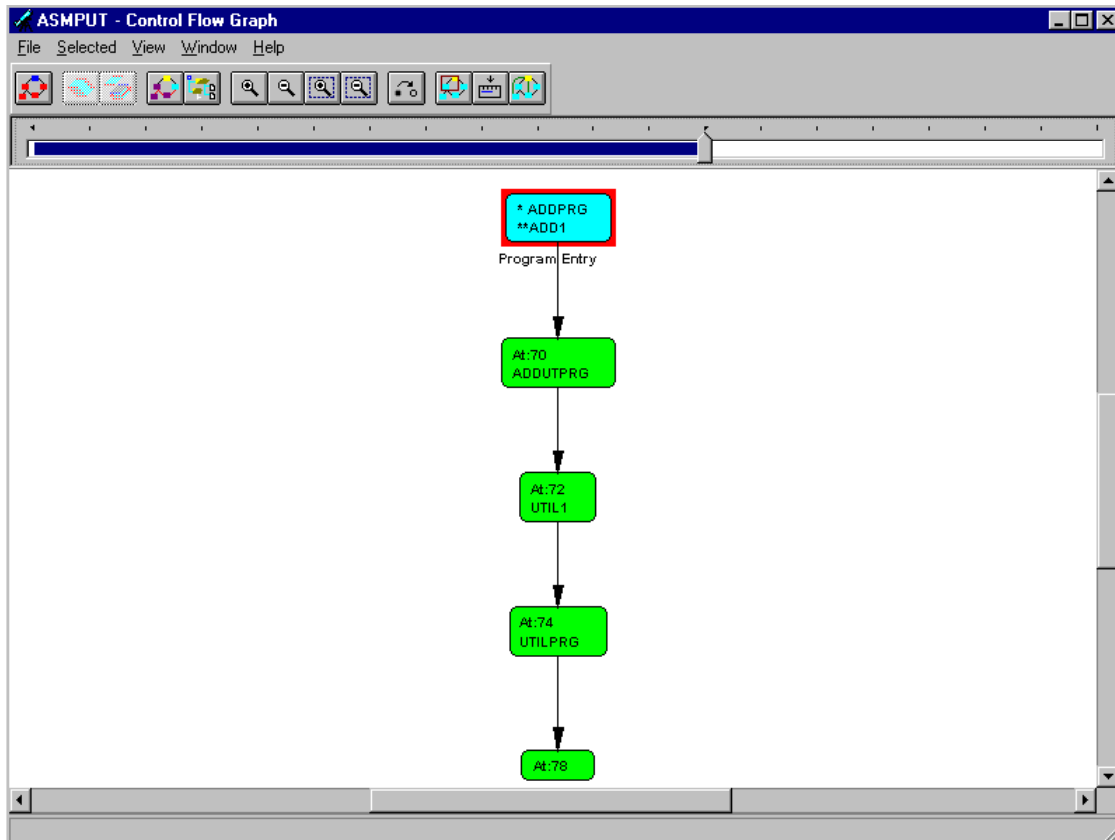 ASMPUT - Control Flow Graph
File Selected View Window Help
* ADDPRG
**ADD1
Program Entry
At:70
ADDUTPRG
At:72
UTIL1
At:74
UTILPRG
At:78